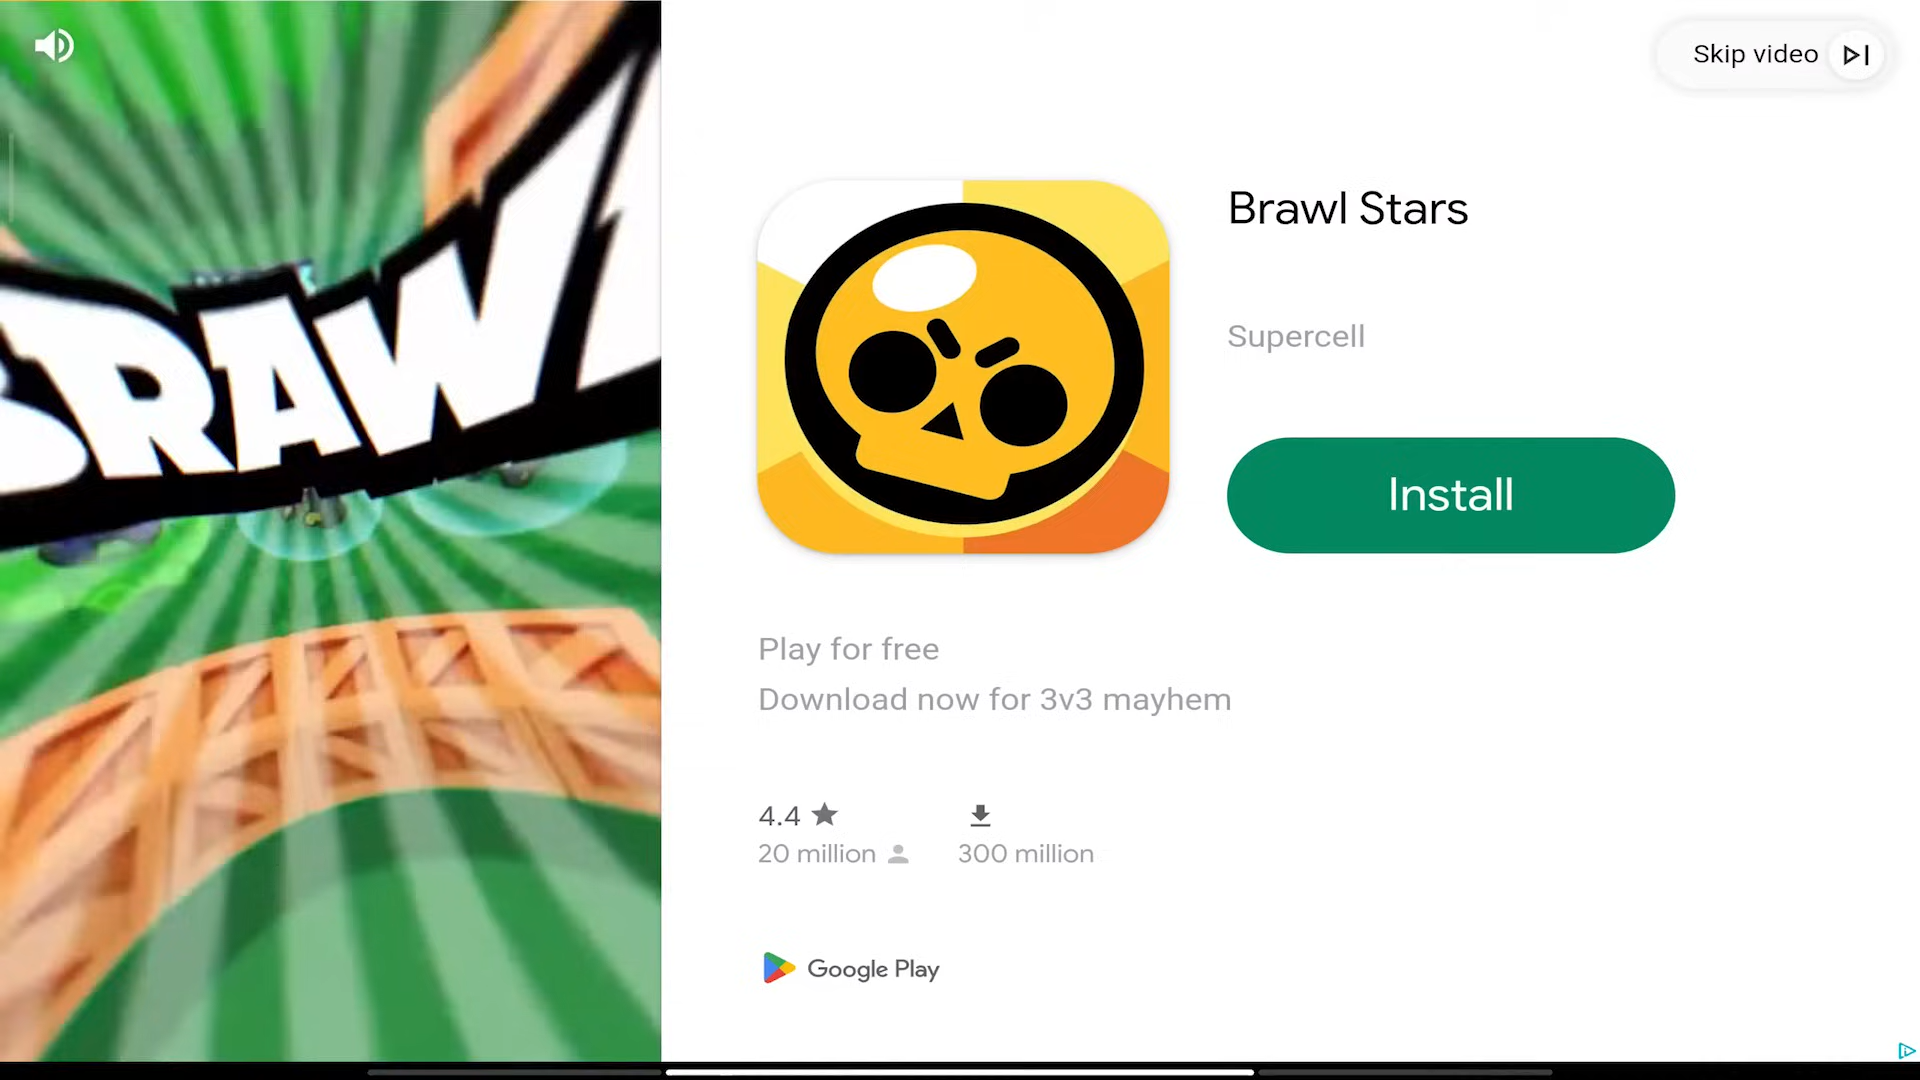 BRAWL
Skip video
Brawl Stars
Supercell
Install
Play for free
Download now for 3v3 mayhem
4.4
20 million
300 million
Google Play